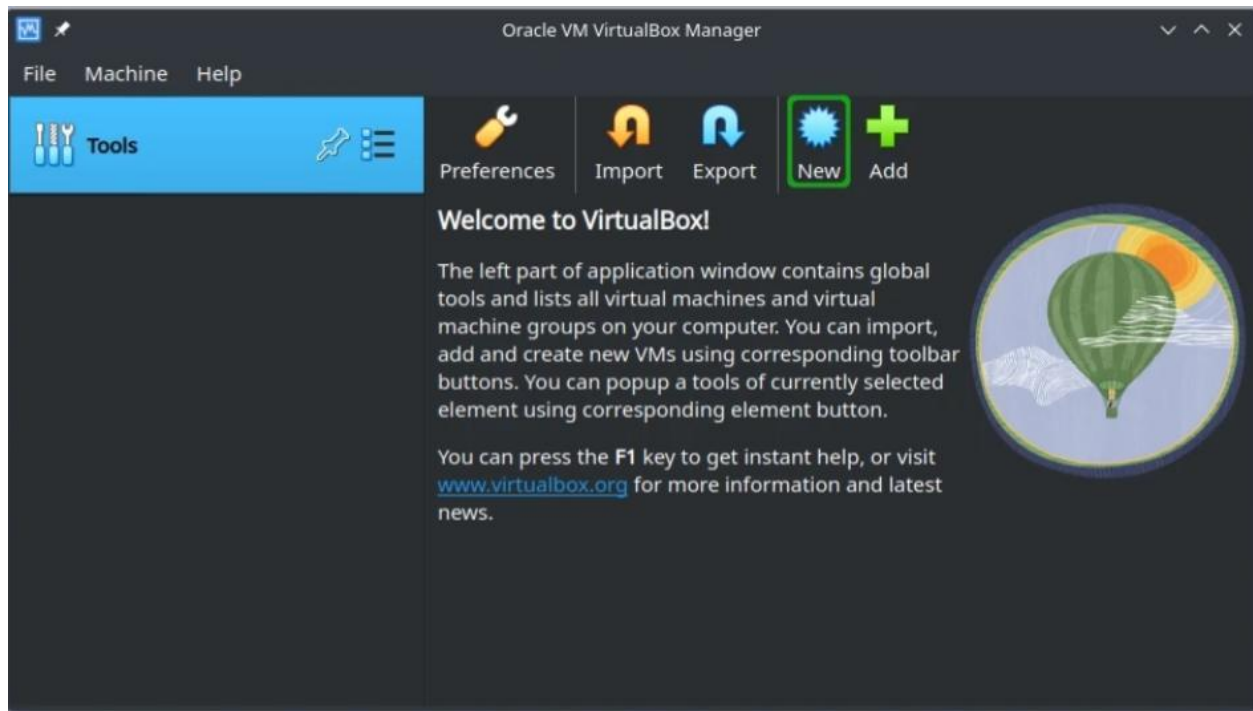 Oracle VM VirtualBox Manager
File Machine Help
Tools
Preferences Import Export New Add
Welcome to VirtualBox!
The left part of application window contains global
tools and lists all virtual machines and virtual
machine groups on your computer. You can import,
add and create new VMs using corresponding toolbar
buttons. You can popup a tools of currently selected
element using corresponding element button.
You can press the F1 key to get instant help, or visit
www.virtualbox.org for more information and latest
news.